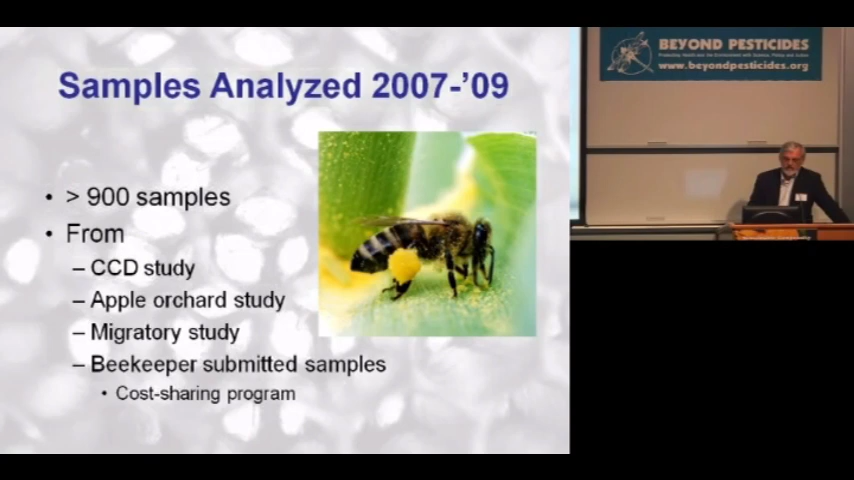 Samples Analyzed 2007-'09
• > 900 samples
• From
– CCD study
– Apple orchard study
– Migratory study
– Beekeeper submitted samples
• Cost-sharing program
BEYOND PESTICIDES
www.beyondpesticides.org